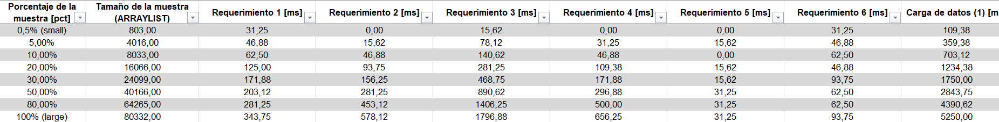 Porcentaje de la muestra [pct] Tamaño de la muestra (ARRAYLIST) Requerimiento 1 [ms] Requerimiento 2 [ms] Requerimiento 3 [ms] Requerimiento 4 [ms] Requerimiento 5 [ms] Requerimiento 6 [ms] Carga de datos (1) [ms
0,5% (small) 803,00 31,25 0,00 15,62 0,00 0,00 31,25 109,38
5,00% 4016,00 46,88 15,62 78,12 31,25 15,62 46,88 359,38
10,00% 8033,00 62,50 46,88 140,62 46,88 0,00 62,50 703,12
20,00% 16066,00 125,00 93,75 281,25 109,38 15,62 46,88 1234,38
30,00% 24099,00 171,88 156,25 468,75 171,88 15,62 93,75 1750,00
50,00% 40166,00 203,12 281,25 890,62 296,88 31,25 62,50 2843,75
80,00% 64265,00 281,25 453,12 1406,25 500,00 31,25 62,50 4390,62
100% (large) 80332,00 343,75 578,12 1796,88 656,25 31,25 93,75 5250,00